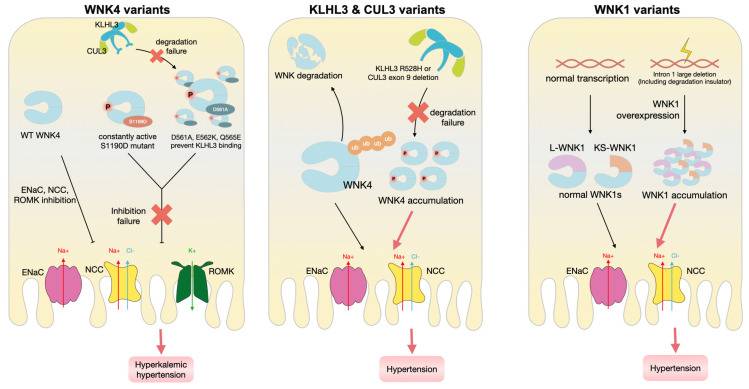 WNK4 variants
KLHL3
CUL3
degradation
failure
P
D561A
WT WNK4
P
S1199D
constantly active
S1190D mutant
D561A, E562K, Q565E
prevent KLHL3 binding
ENaC, NCC,
ROMK inhibition
Inhibition
failure
Na+
Na+
Cl-
K+
ENaC
NCC
ROMK
Hyperkalemic
hypertension
KLHL3 & CUL3 variants
WNK degradation
KLHL3 R528H or
CUL3 exon 9 deletion
degradation
failure
ub
ub
ub
ub
WNK4
P
P
P
P
WNK4 accumulation
Na+
Na+
Cl-
ENaC
NCC
Hypertension
WNK1 variants
normal transcription
Intron 1 large deletion
(Including degradation insulator)
WNK1
overexpression
L-WNK1
KS-WNK1
normal WNK1s
WNK1 accumulation
Na+
Na+
Cl-
ENaC
NCC
Hypertension